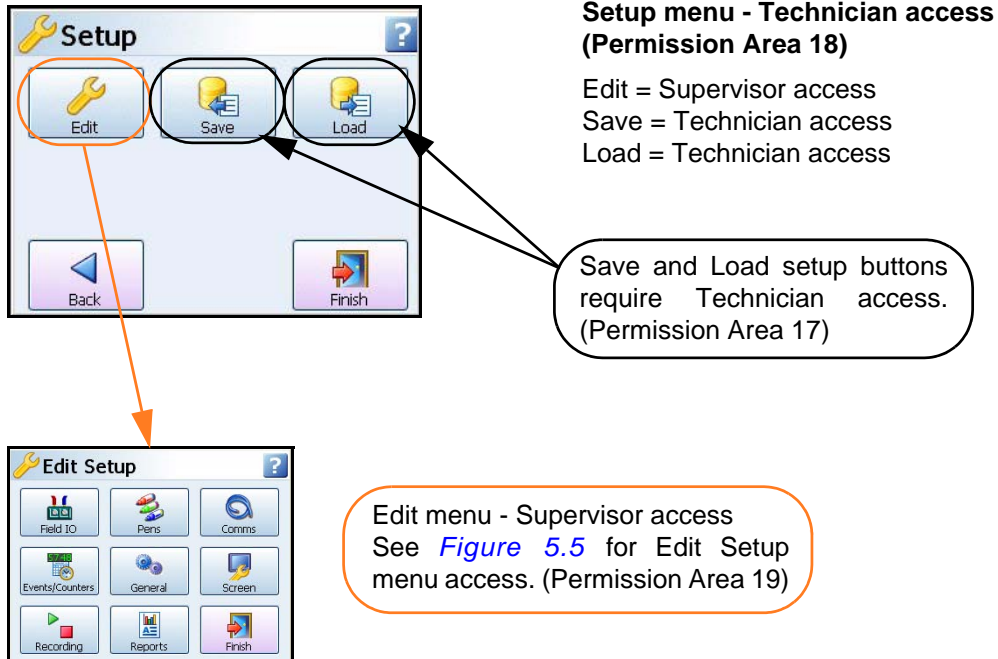 Setup
?
Edit
Save
Load
Back
Finish
Setup menu - Technician access
(Permission Area 18)
Edit = Supervisor access
Save = Technician access
Load = Technician access
Save and Load setup buttons
require Technician access.
(Permission Area 17)
Edit Setup
?
Field IO
Pens
Comms
5748
Events/Counters
General
Screen
Recording
Reports
Finish
Edit menu - Supervisor access
See Figure 5.5 for Edit Setup
menu access. (Permission Area 19)